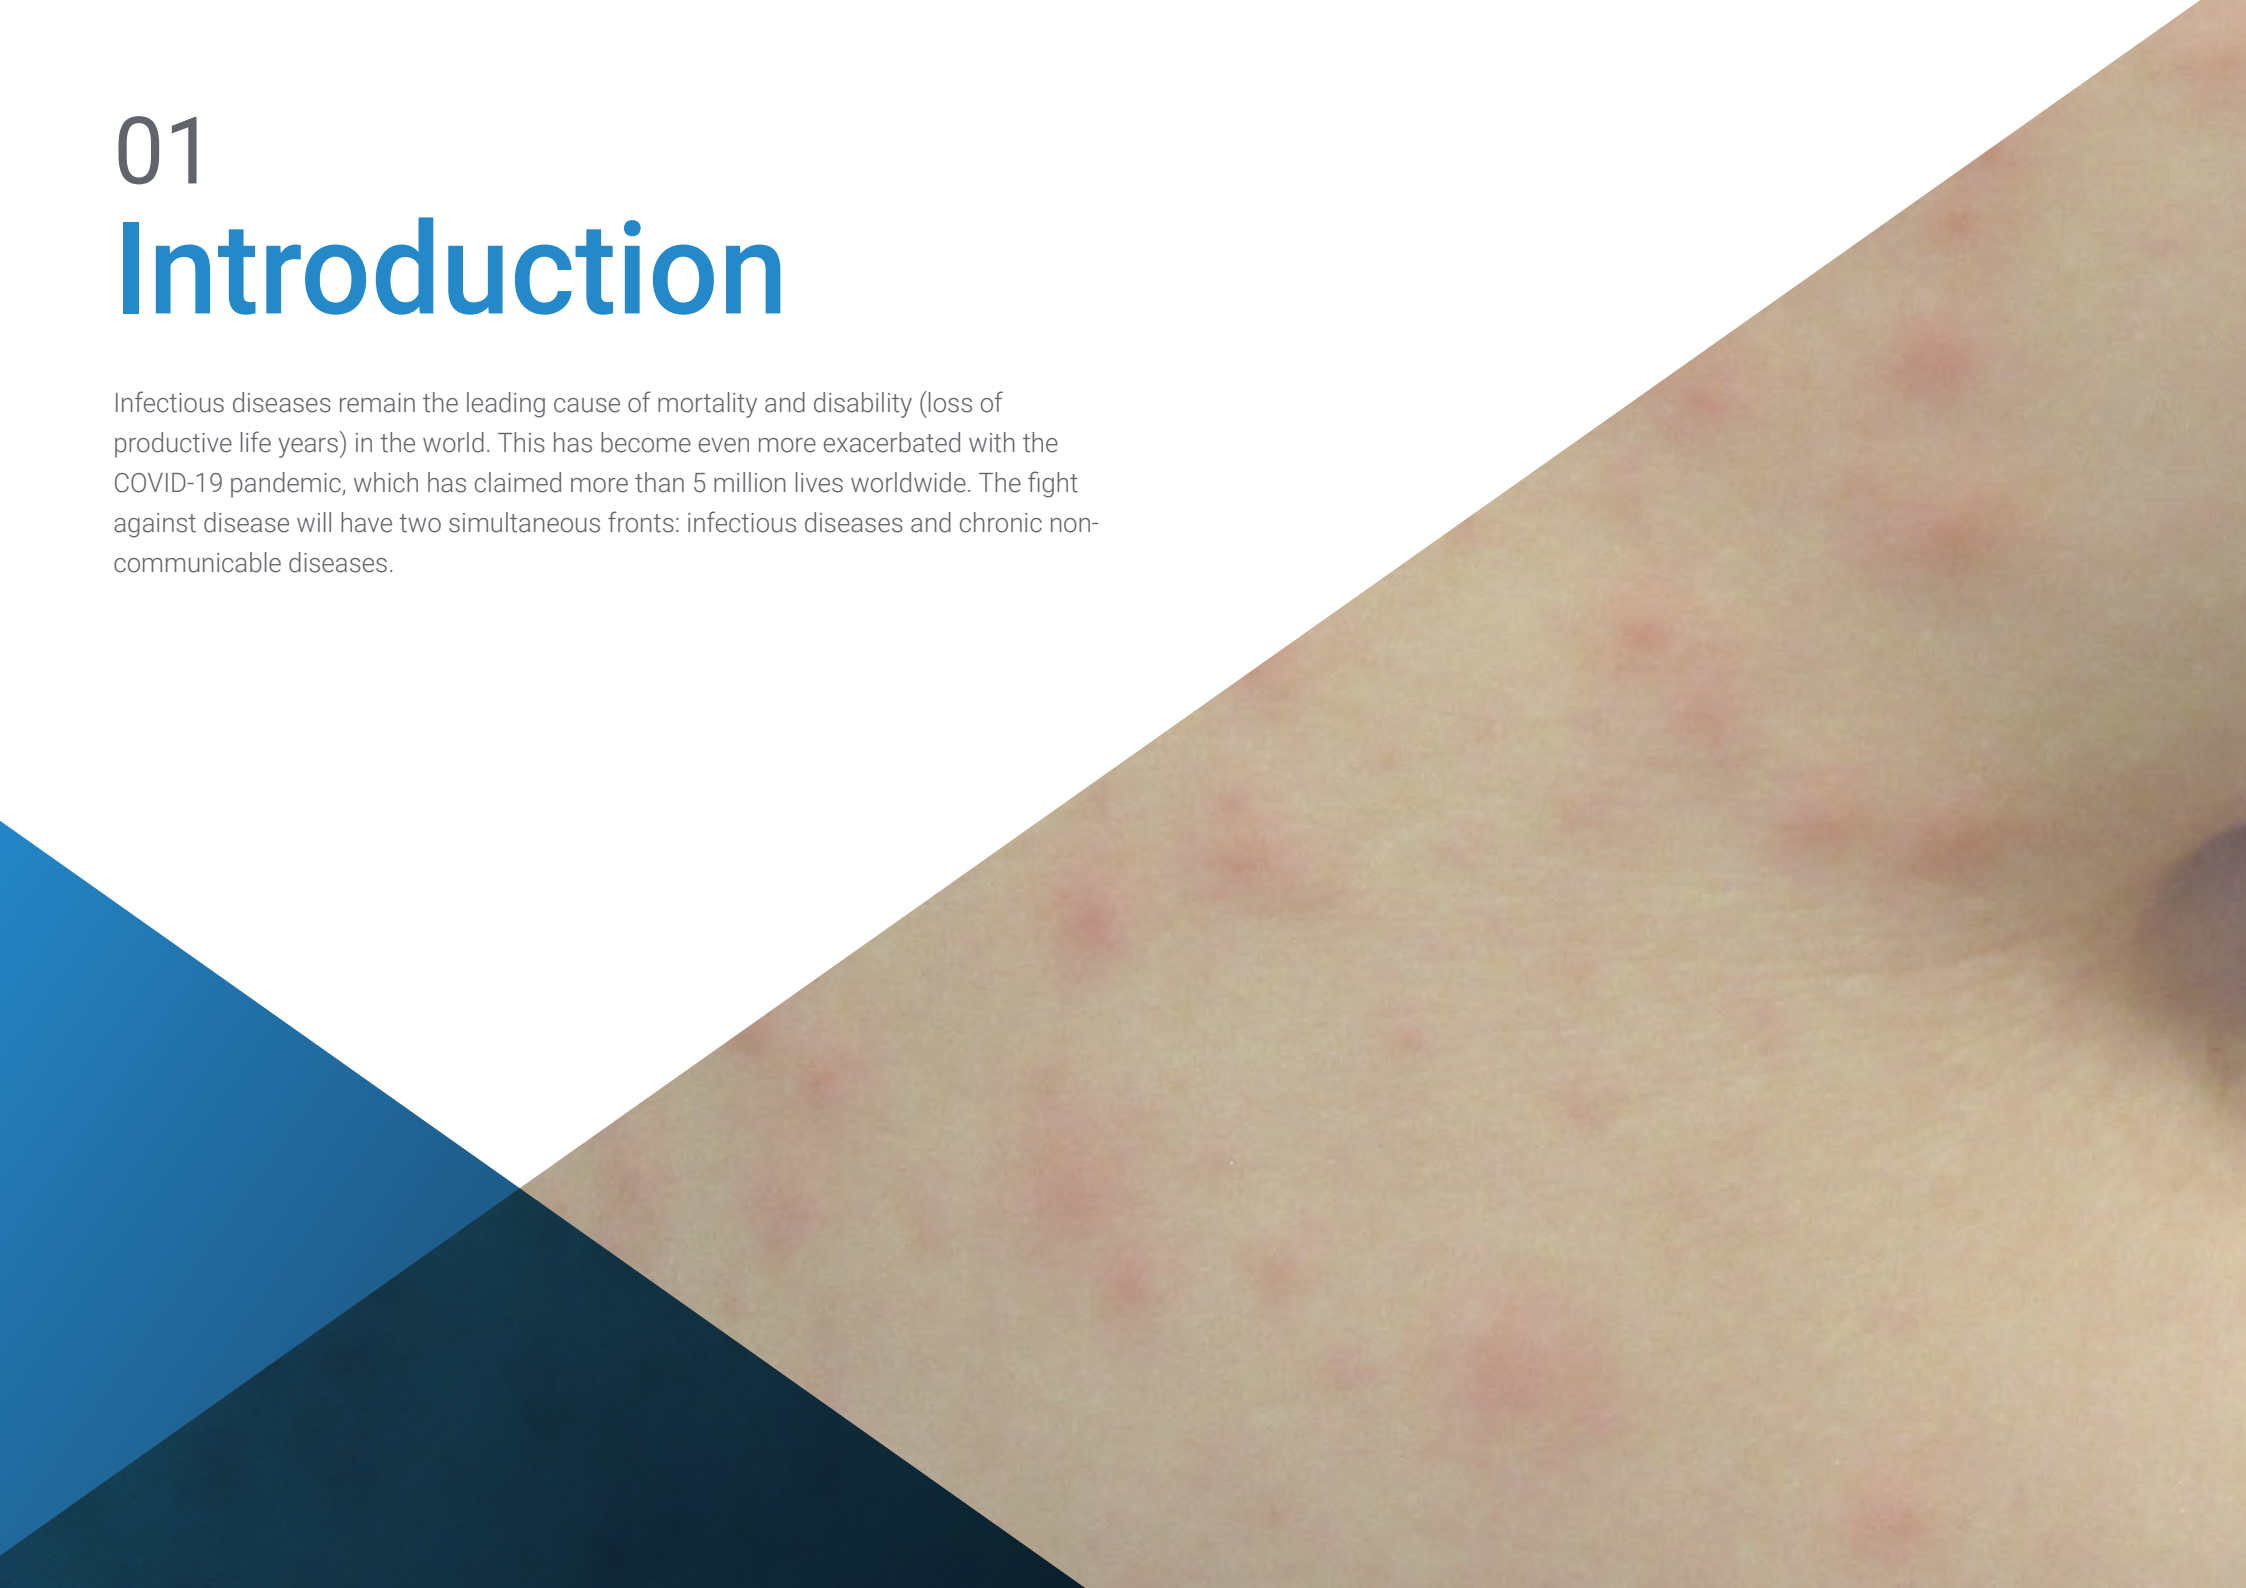 01
Introduction
Infectious diseases remain the leading cause of mortality and disability (loss of
productive life years) in the world. This has become even more exacerbated with the
COVID-19 pandemic, which has claimed more than 5 million lives worldwide. The fight
against disease will have two simultaneous fronts: infectious diseases and chronic non-
communicable diseases.